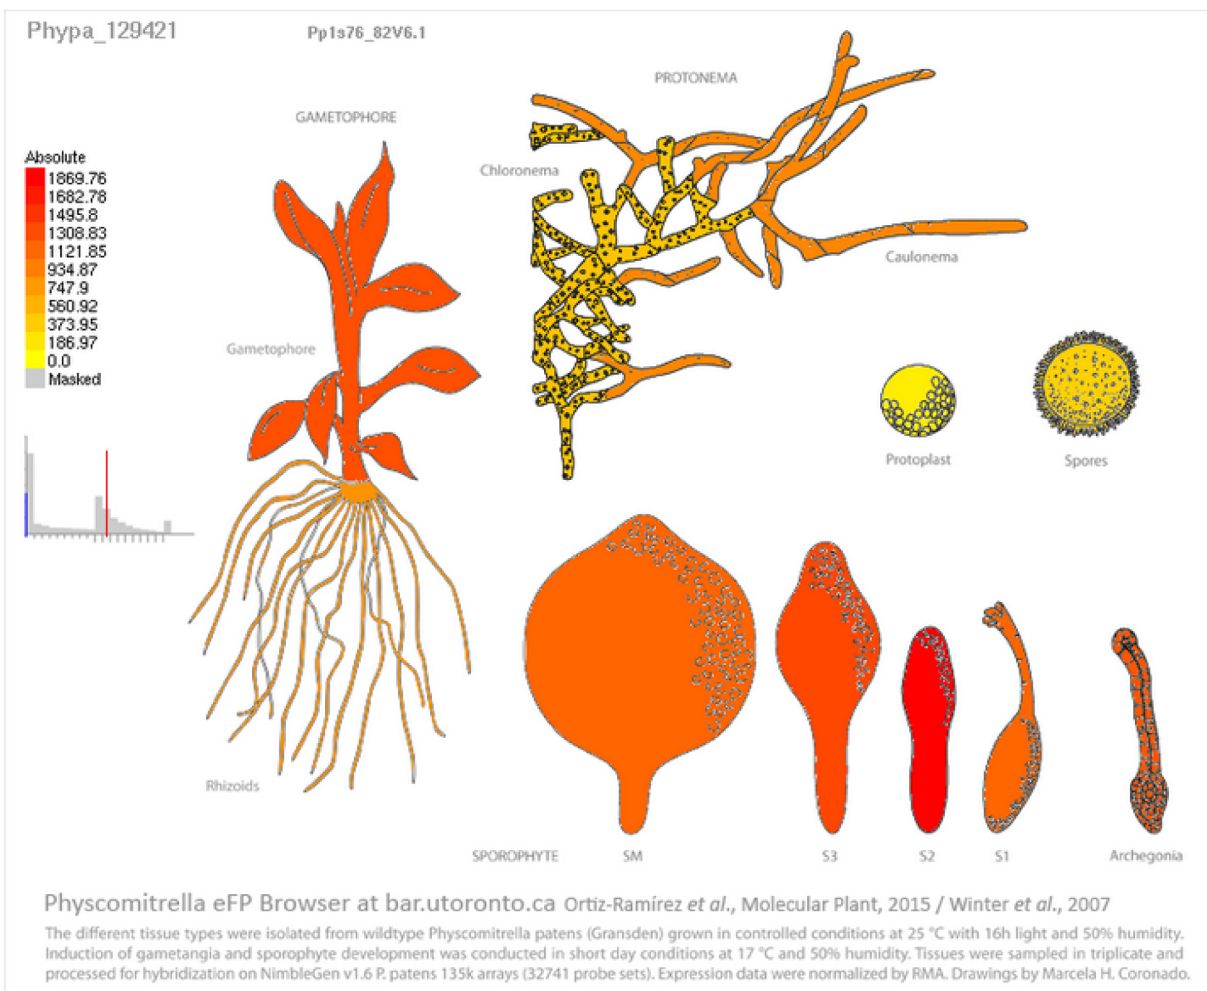 Phypa_129421
Pp1s76_82V6.1
PROTONEMA
GAMETOPHORE
Absolute
1869.76
1682.78
1495.8
1308.83
1121.85
934.87
747.9
560.92
373.95
186.97
0.0
Masked
Chloronema
Caulonema
Gametophore
Protoplast
Spores
Rhizoids
SPOROPHYTE
SM
S3
S2
S1
Archegonia
Physcomitrella eFP Browser at bar.utoronto.ca Ortiz-Ramírez et al., Molecular Plant, 2015 / Winter et al., 2007
The different tissue types were isolated from wildtype Physcomitrella patens (Gransden) grown in controlled conditions at 25 °C with 16h light and 50% humidity.
Induction of gametangia and sporophyte development was conducted in short day conditions at 17 °C and 50% humidity. Tissues were sampled in triplicate and
processed for hybridization on NimbleGen v1.6 P. patens 135k arrays (32741 probe sets). Expression data were normalized by RMA. Drawings by Marcela H. Coronado.